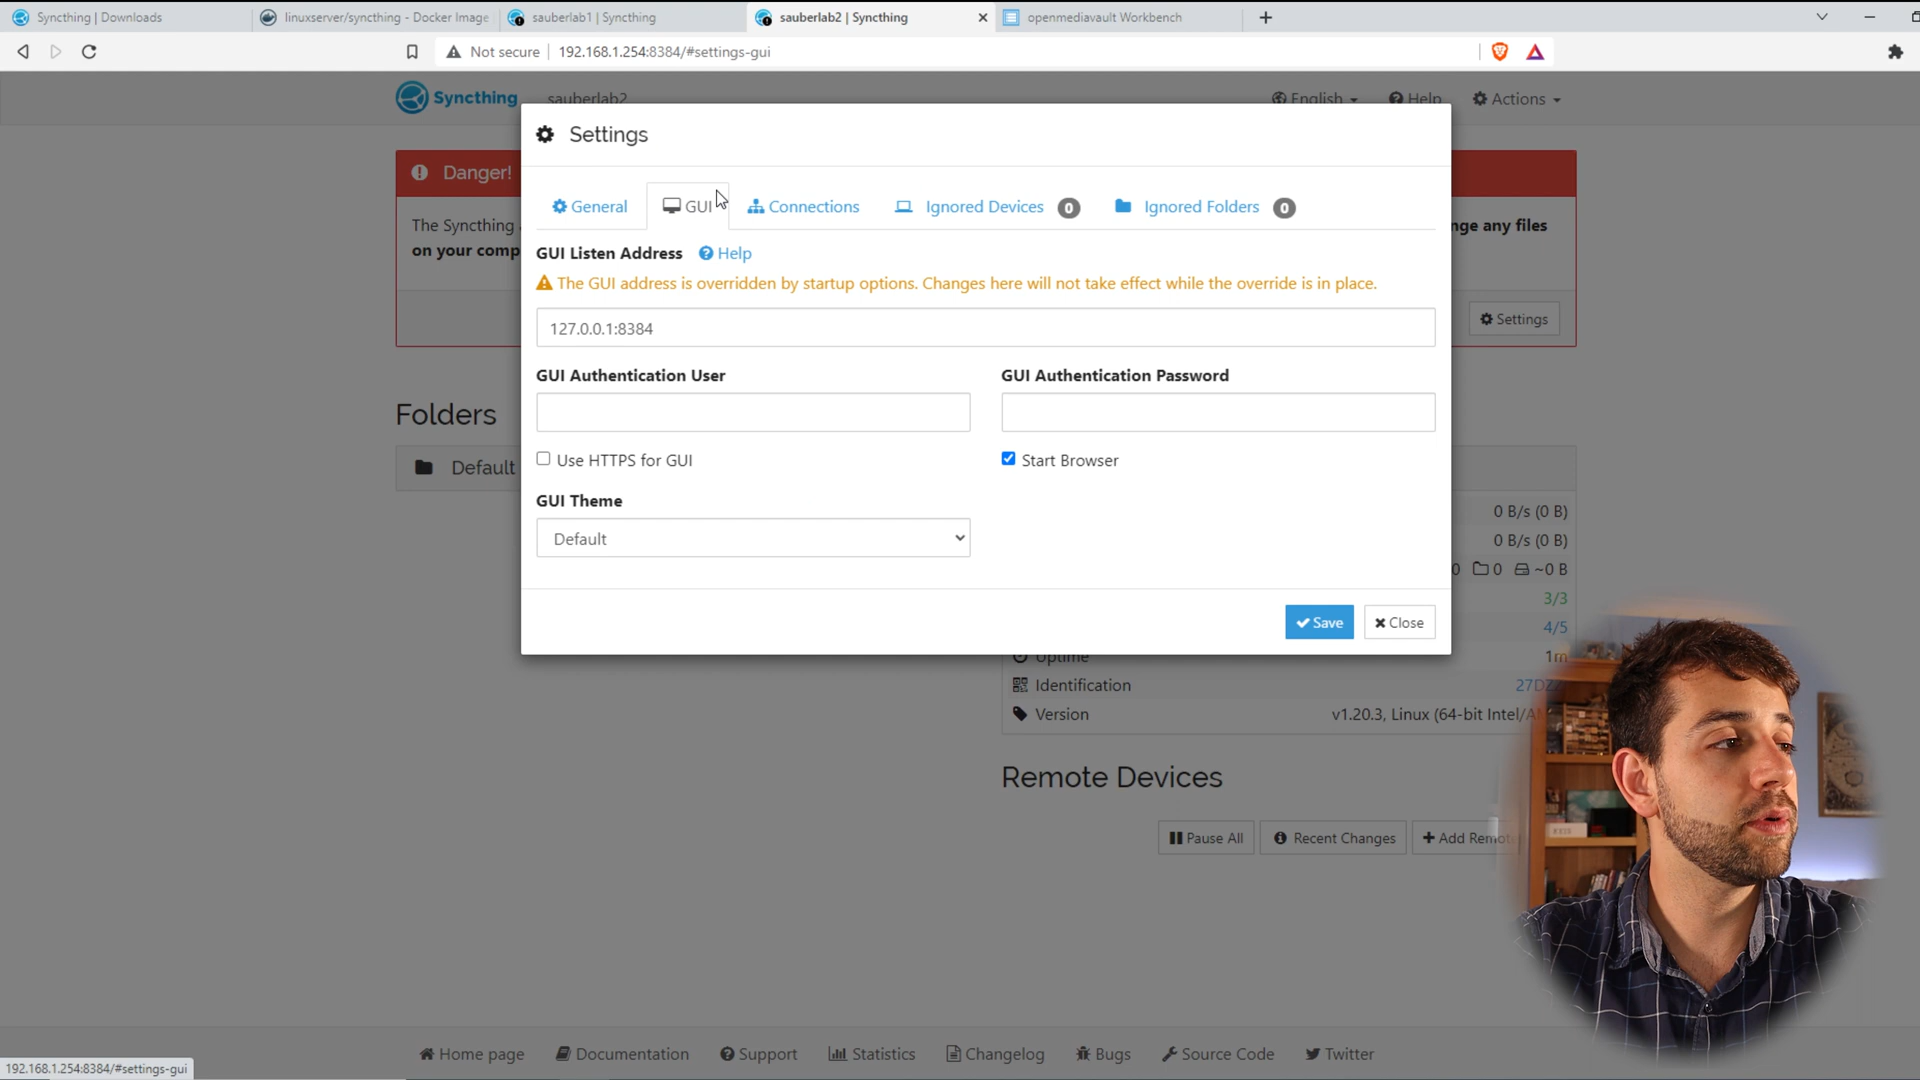 Syncthing | Downloads
linuxserver/syncthing - Docker Image
sauberlab1 | Syncthing
sauberlab2 | Syncthing
openmediavault Workbench
Not secure
192.168.1.254:8384/#settings-gui
Syncthing
sauberlab2
English
Help
Actions
Danger!
The Syncthing
nge any files
on your comp
Settings
Settings
General
GUI
Connections
Ignored Devices 0
Ignored Folders 0
GUI Listen Address Help
The GUI address is overridden by startup options. Changes here will not take effect while the override is in place.
127.0.0.1:8384
GUI Authentication User
GUI Authentication Password
Use HTTPS for GUI
Start Browser
GUI Theme
Default
Save
Close
Folders
Default
0 B/s (0 B)
0 B/s (0 B)
0 0 ~0 B
3/3
4/5
Uptime 1m
Identification 27DZ
Version v1.20.3, Linux (64-bit Intel/A
Remote Devices
Pause All
Recent Changes
Add Remot
Home page
Documentation
Support
Statistics
Changelog
Bugs
Source Code
Twitter
192.168.1.254:8384/#settings-gui